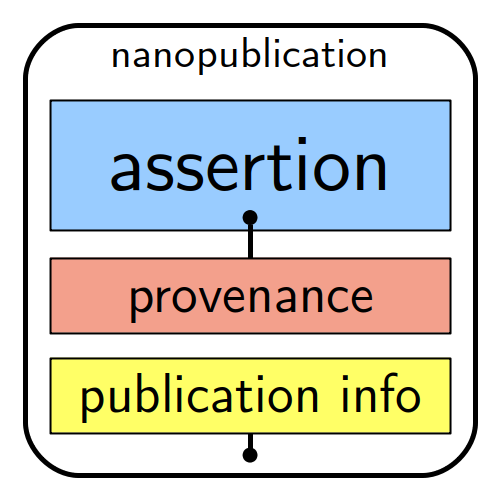 nanopublication
assertion
provenance
publication info